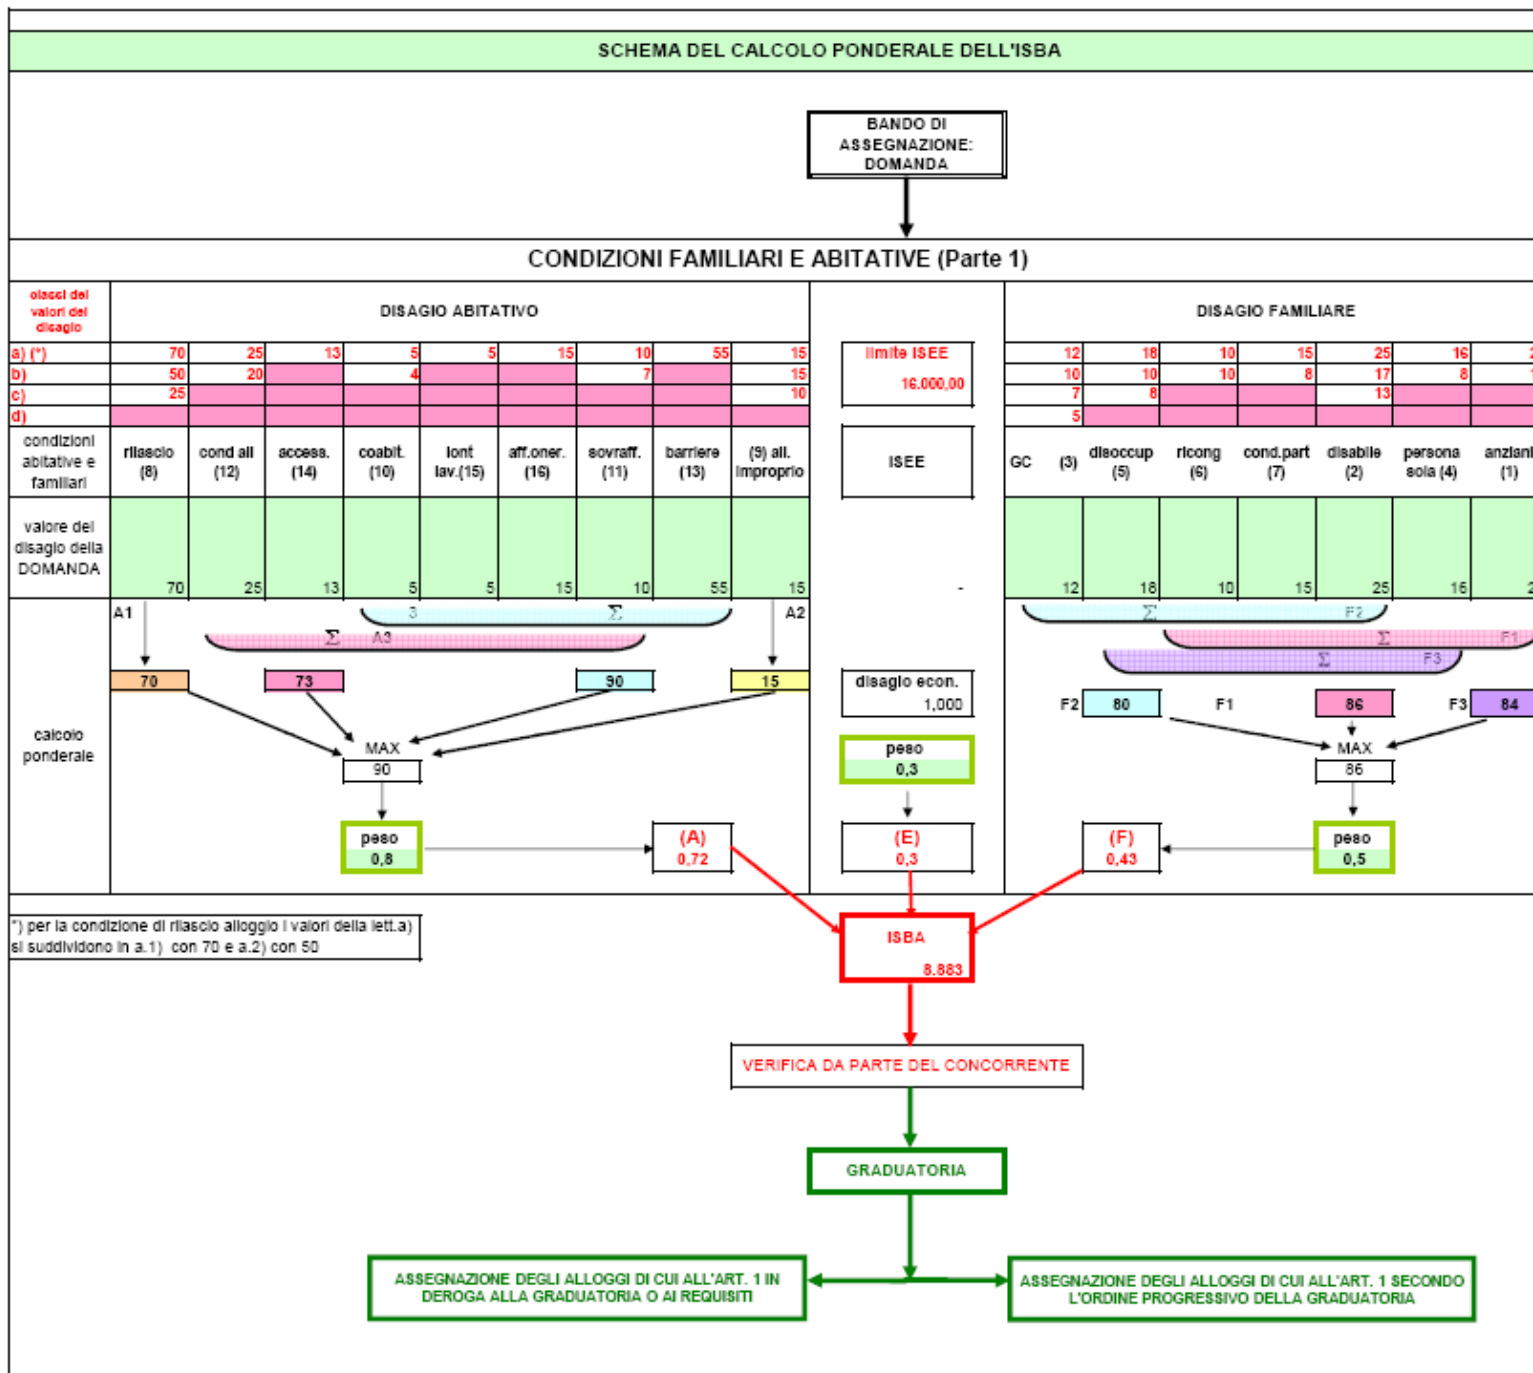 SCHEMA DEL CALCOLO PONDERALE DELL'ISBA
BANDO DI
ASSEGNAZIONE:
DOMANDA
CONDIZIONI FAMILIARI E ABITATIVE (Parte 1)
classi dei
valori del
disagio
DISAGIO ABITATIVO
DISAGIO FAMILIARE
a) (*) 70 25 13 5 5 15 10 55 15 limite ISEE 12 18 10 15 25 16
b) 50 20 4 7 15 16.000,00 10 10 10 8 17 8
c) 25 10 7 8 13
d) 5
condizioni
abitative e
familiari
rilascio
(8)
cond all
(12)
access.
(14)
coabit.
(10)
lont
lav.(15)
aff.oner.
(16)
sovraff.
(11)
barriere
(13)
(9) all.
improprio
ISEE
GC (3)
disoccup
(5)
ricong
(6)
cond.part
(7)
disabile
(2)
persona
sola (4)
anziani
(1)
valore del
disagio della
DOMANDA
70 25 13 5 5 15 10 55 15 - 12 18 10 15 25 16
A1 3 Σ A2 Σ F2
Σ A3 Σ F1
Σ F3
70 73 90 15 disagio econ.
1,000
F2 80 F1 86 F3 84
calcolo
ponderale
MAX
90
peso
0,3
MAX
86
peso
0,8
(A)
0,72
(E)
0,3
(F)
0,43
peso
0,5
*) per la condizione di rilascio alloggio i valori della lett.a)
si suddividono in a.1) con 70 e a.2) con 50
ISBA
8.883
VERIFICA DA PARTE DEL CONCORRENTE
GRADUATORIA
ASSEGNAZIONE DEGLI ALLOGGI DI CUI ALL'ART. 1 IN
DEROGA ALLA GRADUATORIA O AI REQUISITI
ASSEGNAZIONE DEGLI ALLOGGI DI CUI ALL'ART. 1 SECONDO
L'ORDINE PROGRESSIVO DELLA GRADUATORIA